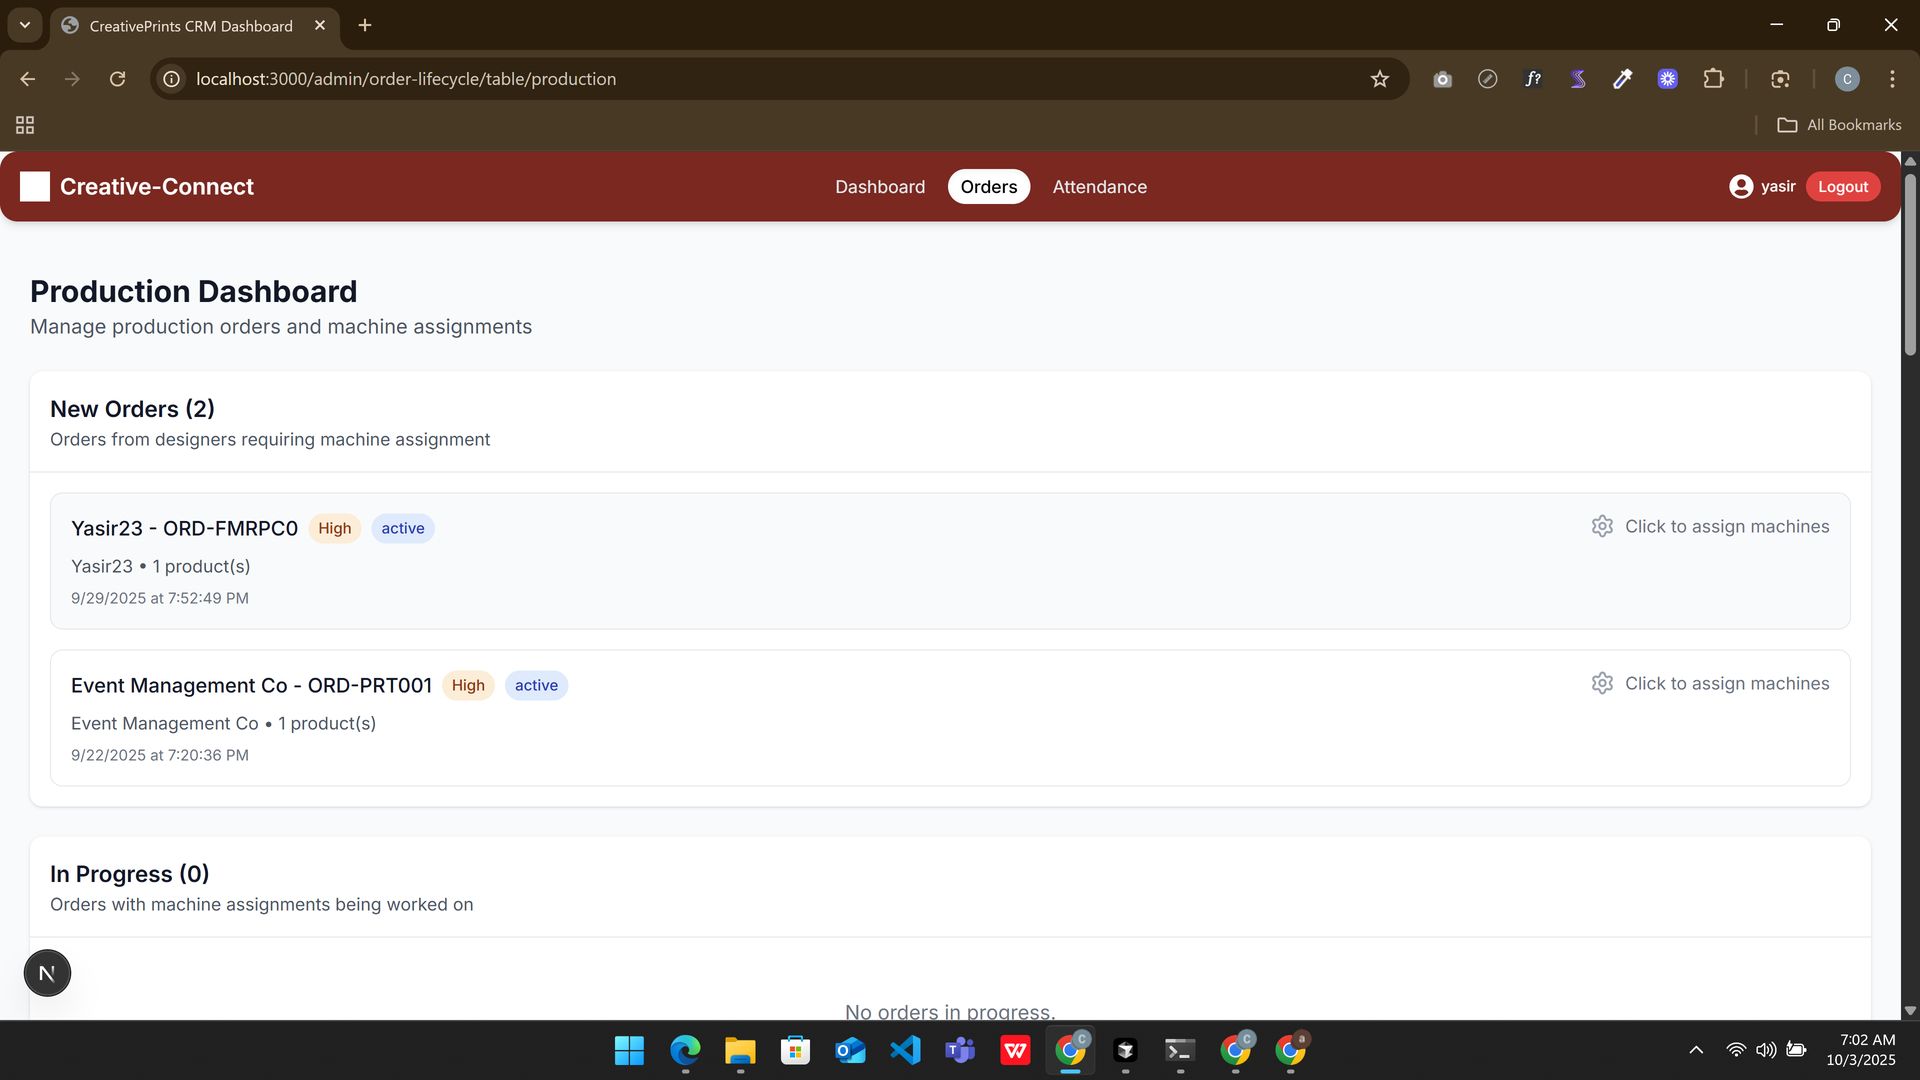 CreativePrints CRM Dashboard
localhost:3000/admin/order-lifecycle/table/production
f?
C
All Bookmarks
Creative-Connect
Dashboard
Orders
Attendance
yasir
Logout
Production Dashboard
Manage production orders and machine assignments
New Orders (2)
Orders from designers requiring machine assignment
Yasir23 - ORD-FMRPC0 High active
Click to assign machines
Yasir23 • 1 product(s)
9/29/2025 at 7:52:49 PM
Event Management Co - ORD-PRT001 High active
Click to assign machines
Event Management Co • 1 product(s)
9/22/2025 at 7:20:36 PM
In Progress (0)
Orders with machine assignments being worked on
N
No orders in progress.
C
C
a
7:02 AM
10/3/2025